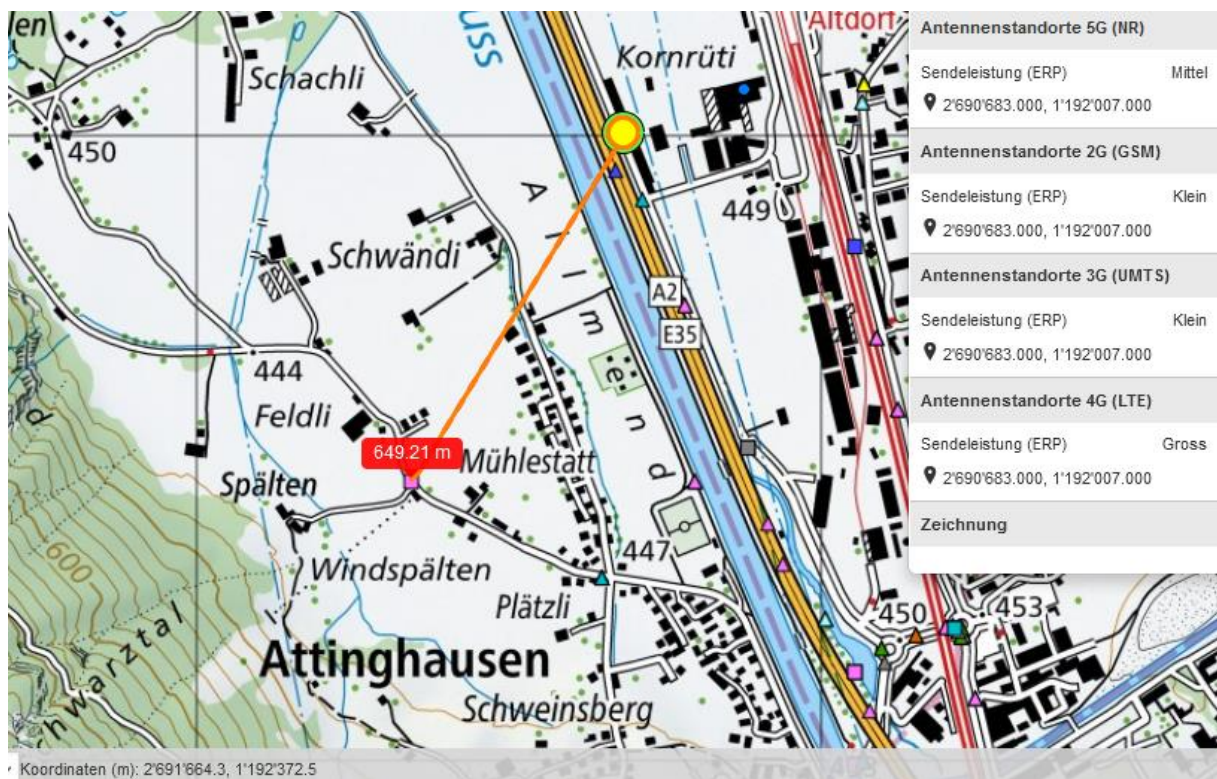 en
Schachli
450
uss
Kornrüti
Altdorf
449
Schwändi
Allmend
A2
E35
444
Feldli
649.21 m
Mühlestatt
Spälten
447
Windspälten
Plätzli
600
450
453
Attinghausen
Schweinsberg
chwarztal
d
Antennenstandorte 5G (NR)
Sendeleistung (ERP) Mittel
2'690'683.000, 1'192'007.000
Antennenstandorte 2G (GSM)
Sendeleistung (ERP) Klein
2'690'683.000, 1'192'007.000
Antennenstandorte 3G (UMTS)
Sendeleistung (ERP) Klein
2'690'683.000, 1'192'007.000
Antennenstandorte 4G (LTE)
Sendeleistung (ERP) Gross
2'690'683.000, 1'192'007.000
Zeichnung
Koordinaten (m): 2'691'664.3, 1'192'372.5